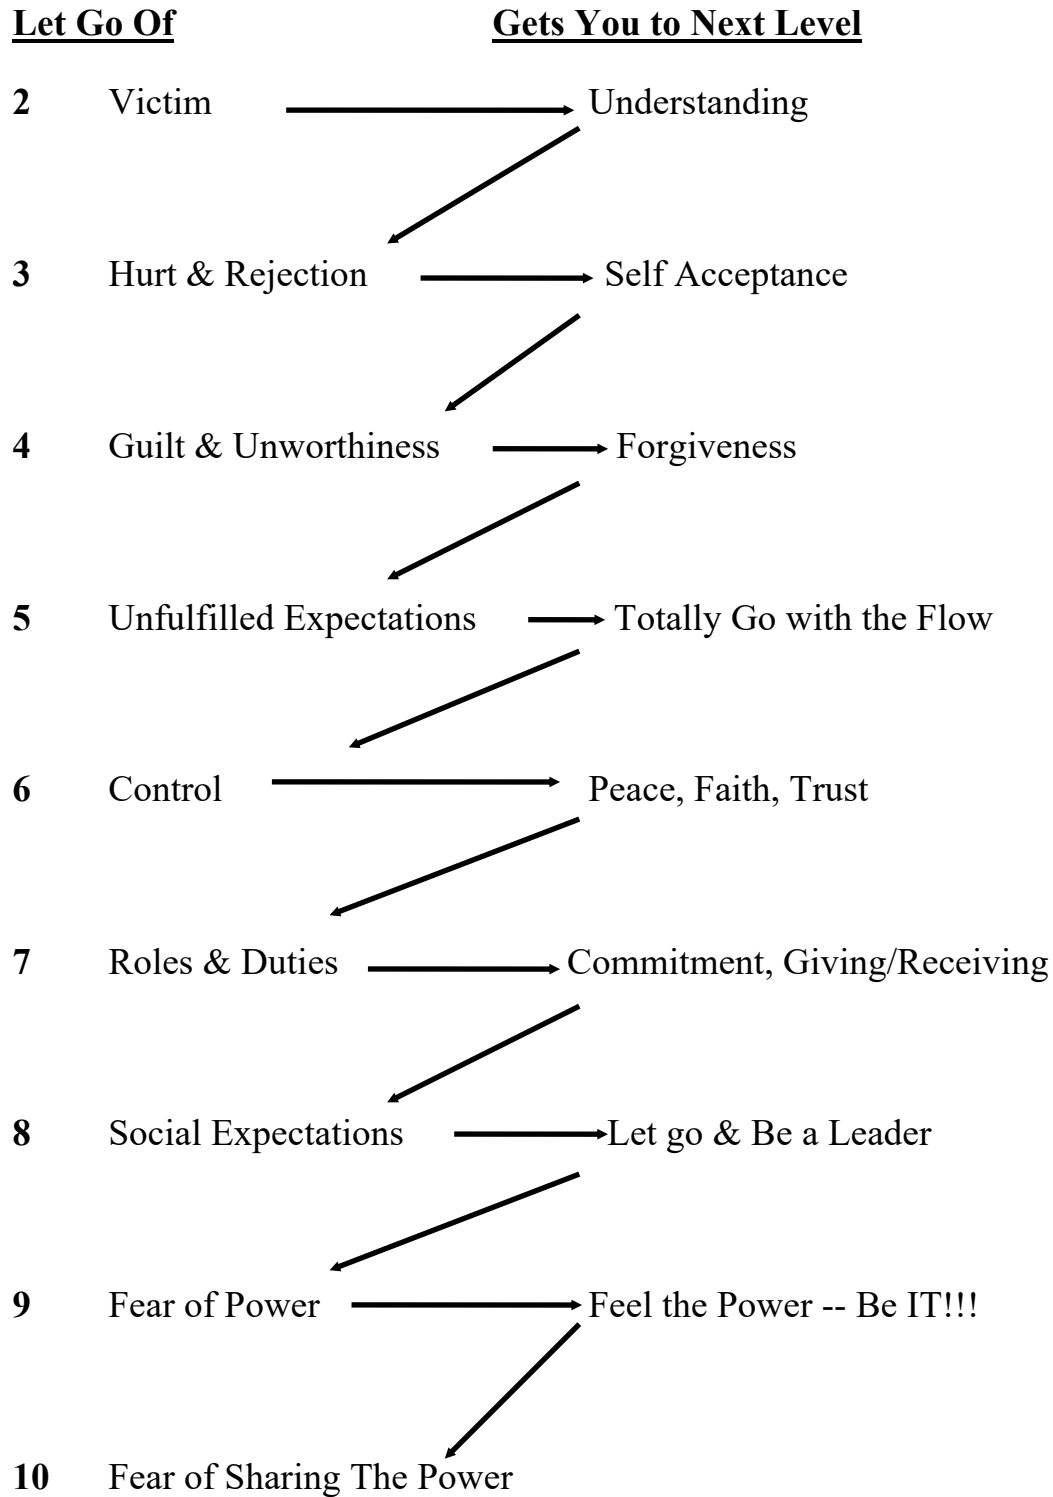 Let Go Of Gets You to Next Level
2 Victim Understanding
3 Hurt & Rejection Self Acceptance
4 Guilt & Unworthiness Forgiveness
5 Unfulfilled Expectations Totally Go with the Flow
6 Control Peace, Faith, Trust
7 Roles & Duties Commitment, Giving/Receiving
8 Social Expectations Let go & Be a Leader
9 Fear of Power Feel the Power -- Be IT!!!
10 Fear of Sharing The Power